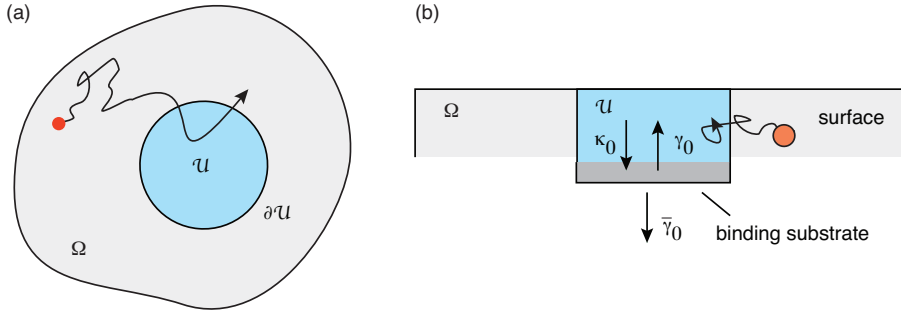 (a)
𝒰
∂𝒰
Ω
(b)
Ω
𝒰
κ0
γ0
surface
γ̅0
binding substrate